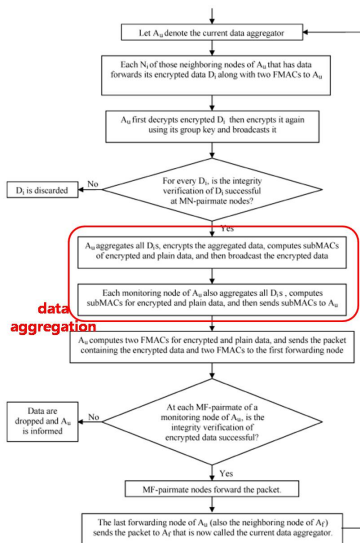 Let Au denote the current data aggregator
Each Ni of those neighboring nodes of Au that has data
forwards its encrypted data Di along with two FMACs to Au
Au first decrypts encrypted Di then encrypts it again
using its group key and broadcasts it
For every Di, is the integrity
verification of Di successful
at MN-pairmate nodes?
No
Di is discarded
Yes
Au aggregates all Dis, encrypts the aggregated data, computes subMACs
of encrypted and plain data, and then broadcast the encrypted data
Each monitoring node of Au also aggregates all Dis , computes
subMACs for encrypted and plain data, and then sends subMACs to Au
data
aggregation
Au computes two FMACs for encrypted and plain data, and sends the packet
containing the encrypted data and two FMACs to the first forwarding node
At each MF-pairmate of a
monitoring node of Au, is the
integrity verification of
encrypted data successful?
No
Data are
dropped and Au
is informed
Yes
MF-pairmate nodes forward the packet.
The last forwarding node of Au (also the neighboring node of Af)
sends the packet to Af that is now called the current data aggregator.